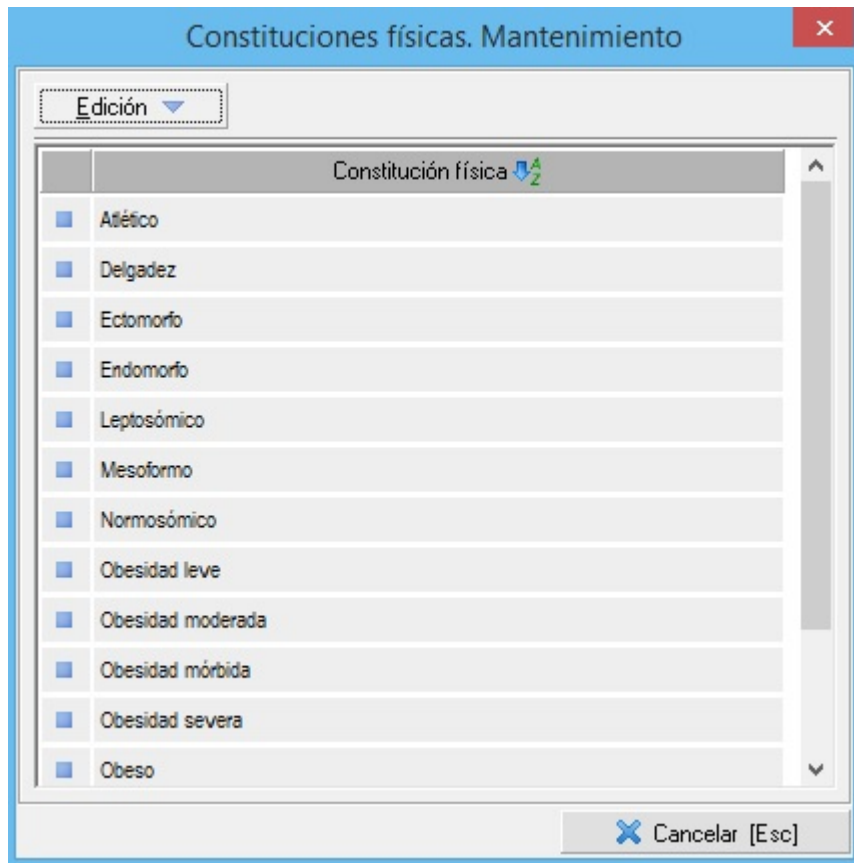 Constituciones físicas. Mantenimiento
Edición
Constitución física
Atlético
Delgadez
Ectomorfo
Endomorfo
Leptosómico
Mesoformo
Normosómico
Obesidad leve
Obesidad moderada
Obesidad mórbida
Obesidad severa
Obeso
Cancelar [Esc]